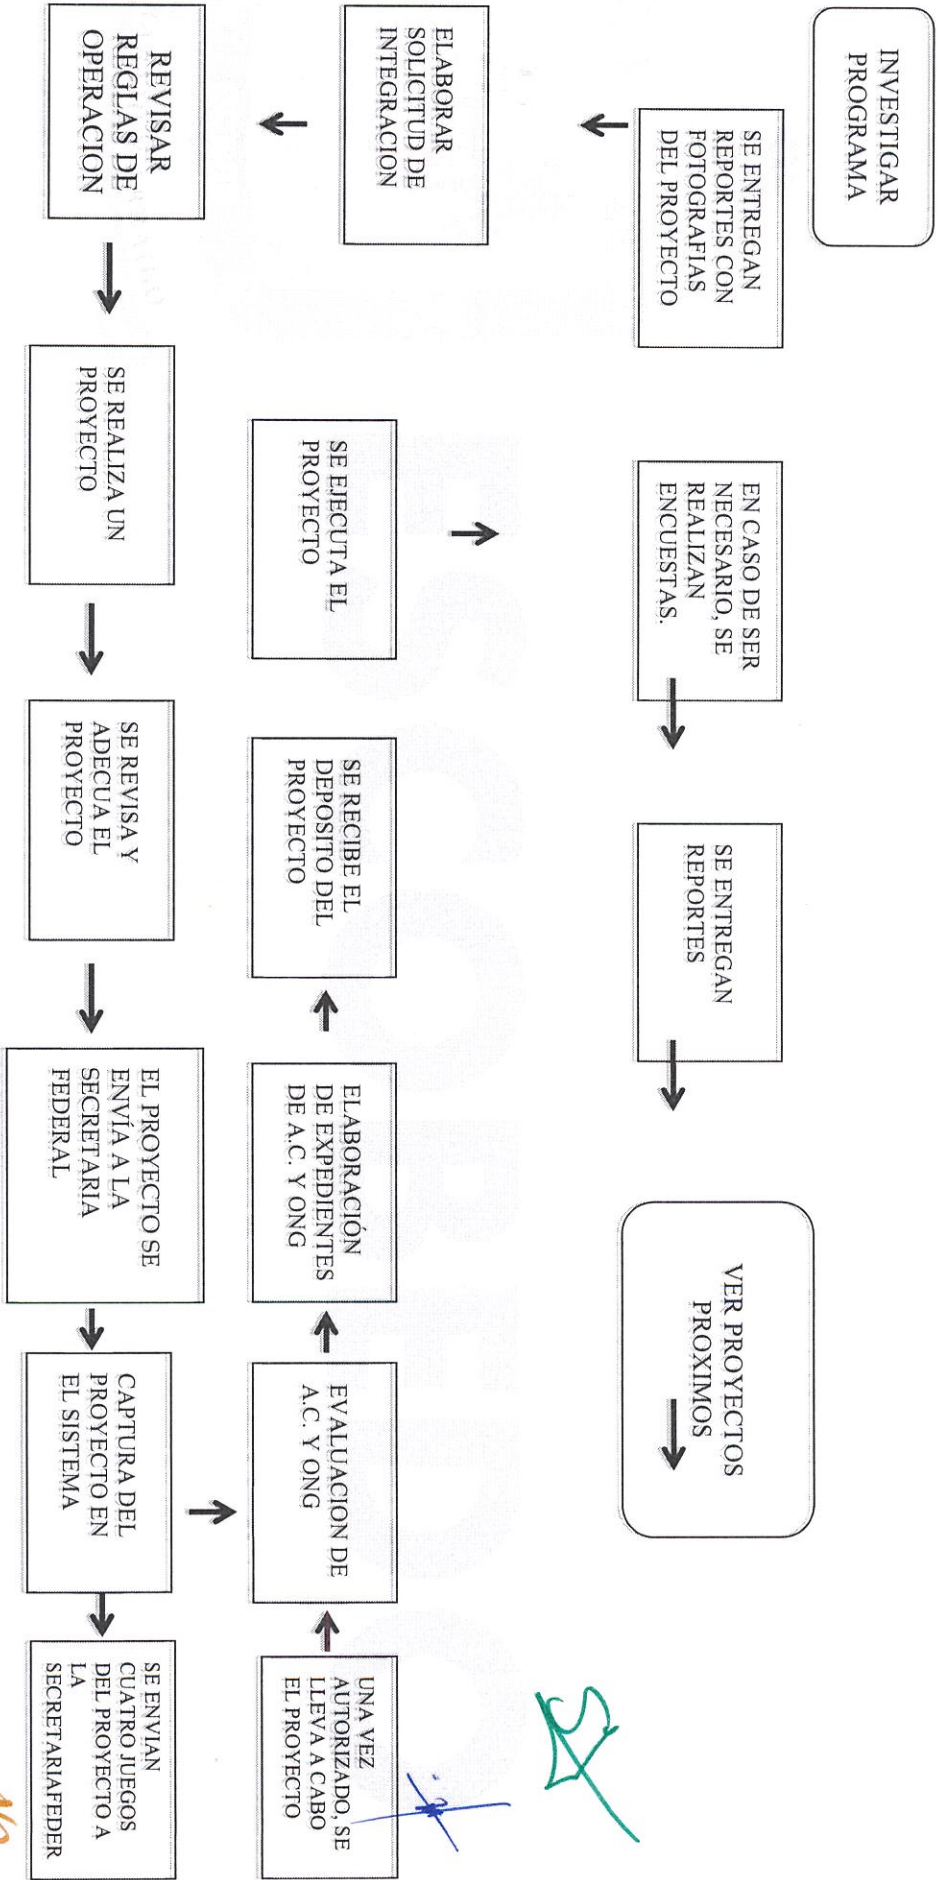 INVESTIGAR
PROGRAMA
SE ENTREGAN
REPORTES CON
FOTOGRAFIAS
DEL PROYECTO
EN CASO DE SER
NECESARIO, SE
REALIZAN
ENCUESTAS.
SE ENTREGAN
REPORTES
VER PROYECTOS
PROXIMOS
ELABORAR
SOLICITUD DE
INTEGRACION
SE EJECUTA EL
PROYECTO
SE RECIBE EL
DEPOSITO DEL
PROYECTO
ELABORACIÓN
DE EXPEDIENTES
DE A.C. Y ONG
EVALUACION DE
A.C. Y ONG
UNA VEZ
AUTORIZADO, SE
LLEVA A CABO
EL PROYECTO
REVISAR
REGLAS DE
OPERACION
SE REALIZA UN
PROYECTO
SE REVISA Y
ADECUA EL
PROYECTO
EL PROYECTO SE
ENVÍA A LA
SECRETARIA
FEDERAL
CAPTURA DEL
PROYECTO EN
EL SISTEMA
SE ENVIAN
CUATRO JUEGOS
DEL PROYECTO A
LA
SECRETARIAFEDER